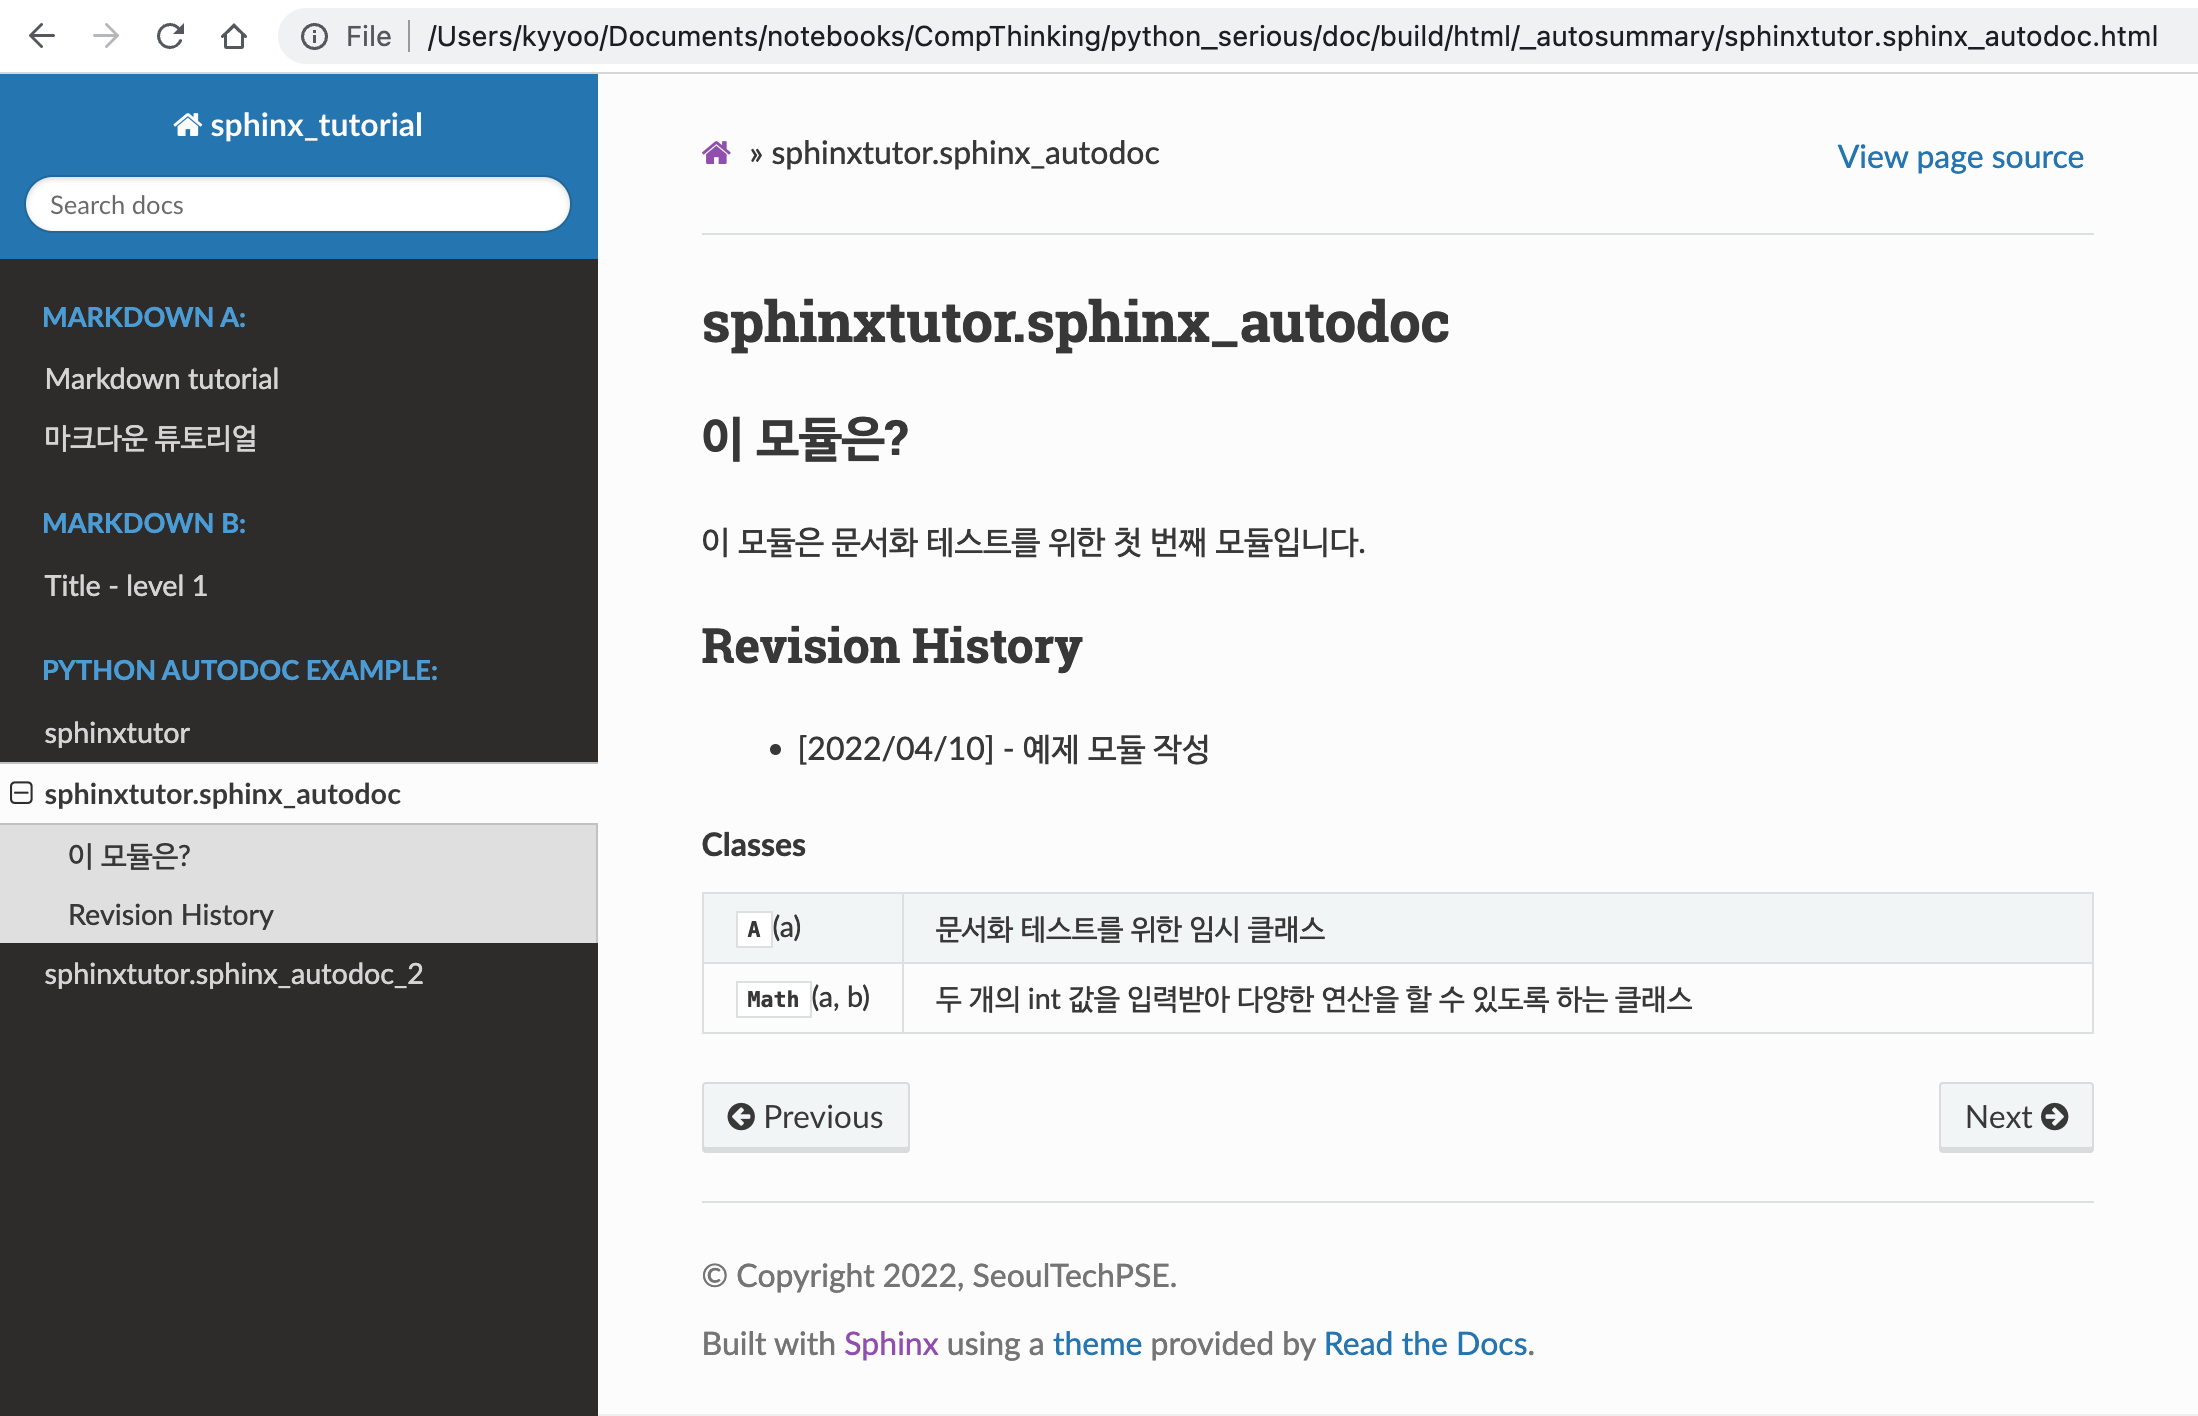 File /Users/kyyoo/Documents/notebooks/CompThinking/python_serious/doc/build/html/_autosummary/sphinxtutor.sphinx_autodoc.html
sphinx_tutorial
Search docs
MARKDOWN A:
Markdown tutorial
마크다운 튜토리얼
MARKDOWN B:
Title - level 1
PYTHON AUTODOC EXAMPLE:
sphinxtutor
sphinxtutor.sphinx_autodoc
이 모듈은?
Revision History
sphinxtutor.sphinx_autodoc_2
» sphinxtutor.sphinx_autodoc
View page source
sphinxtutor.sphinx_autodoc
이 모듈은?
이 모듈은 문서화 테스트를 위한 첫 번째 모듈입니다.
Revision History
• [2022/04/10] - 예제 모듈 작성
Classes
A(a) 문서화 테스트를 위한 임시 클래스
Math(a, b) 두 개의 int 값을 입력받아 다양한 연산을 할 수 있도록 하는 클래스
Previous
Next
© Copyright 2022, SeoulTechPSE.
Built with Sphinx using a theme provided by Read the Docs.